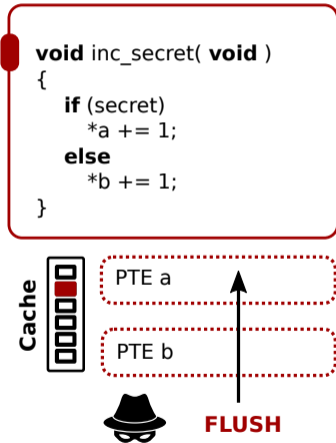 void inc_secret( void )
{
if (secret)
*a += 1;
else
*b += 1;
}
Cache
PTE a
PTE b
FLUSH